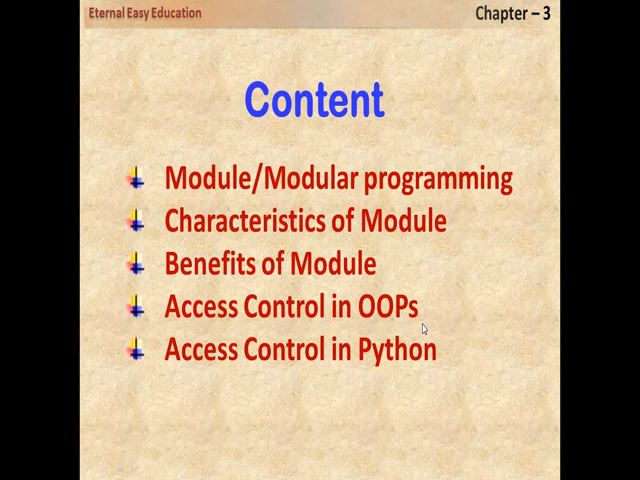 Eternal Easy Education
Chapter – 3
Content
Module/Modular programming
Characteristics of Module
Benefits of Module
Access Control in OOPs
Access Control in Python